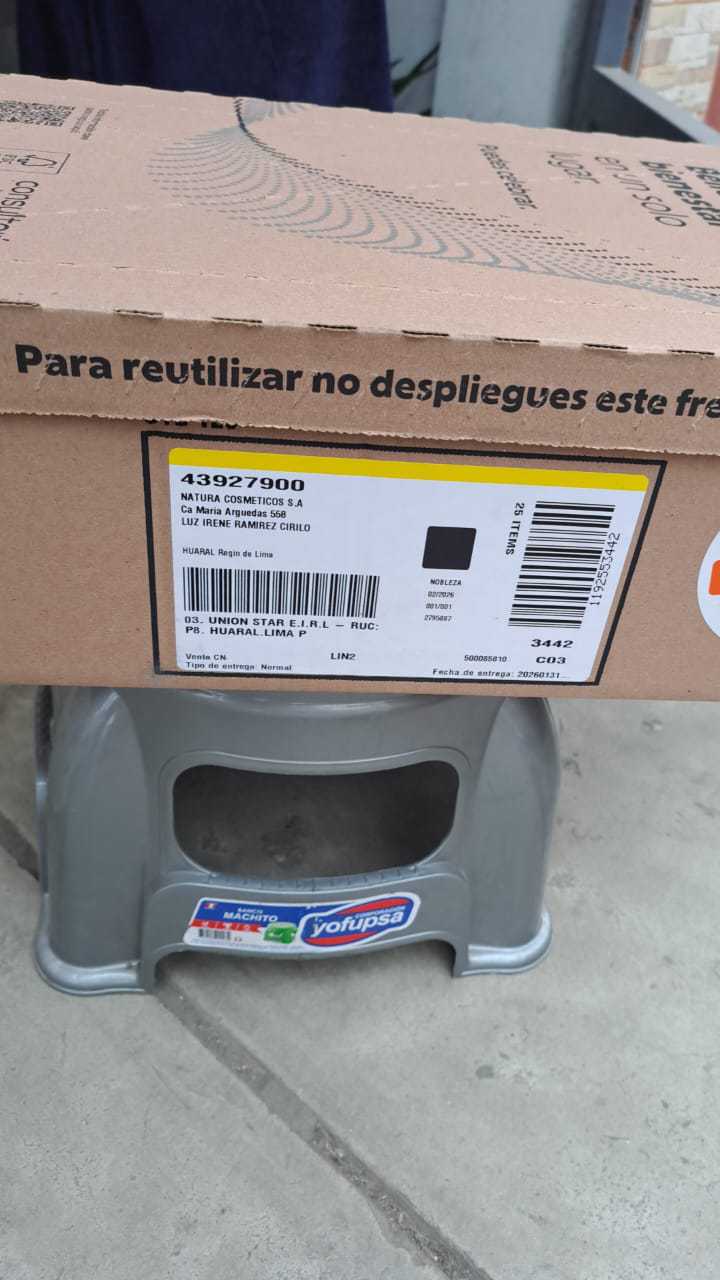 consultor
Puedes celebrar.
en un solo
lugar.
Para reutilizar no despliegues este fre
43927900
NATURA COSMETICOS S.A
Ca Maria Arguedas 558
LUZ IRENE RAMIREZ CIRILO
HUARAL Regin de Lima
03. UNION STAR E.I.R.L – RUC:
P8. HUARAL.LIMA P
Venta CN.
LIN2
500085810
Tipo de entrega: Normal
Fecha de entrega: 20260131...
NOBLEZA
02/2026
001/001
2795887
25 ITEMS
1192553442
3442
C03
BANCO
MACHITO
CORPORACIÓN
yofupsa